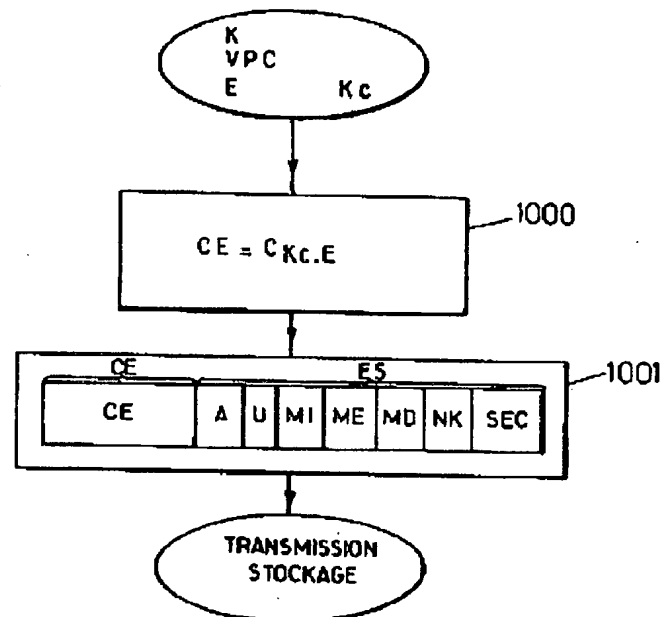 K
VPC
E Kc
1000
CE = CKc.E
CE ES
1001
CE A U MI ME MD NK SEC
TRANSMISSION
STOCKAGE